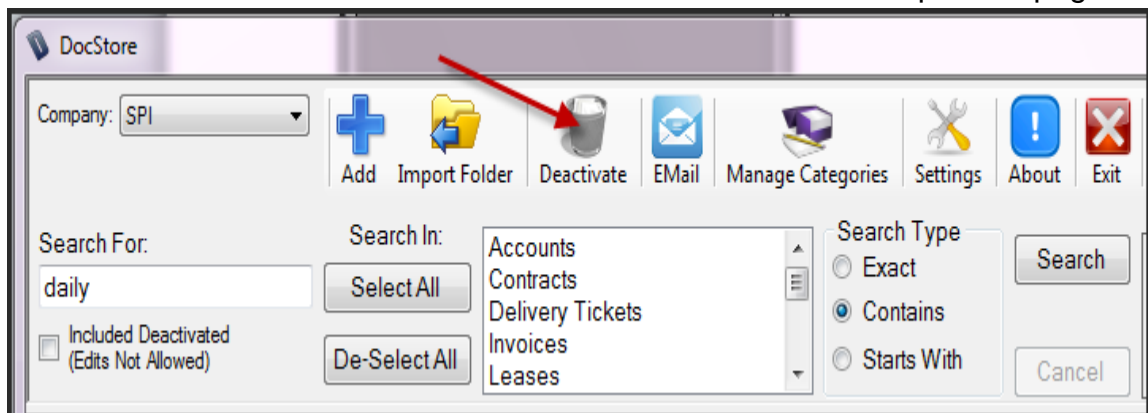 DocStore
Company: SPI
Add Import Folder Deactivate EMail Manage Categories Settings About Exit
Search For:
daily
Included Deactivated
(Edits Not Allowed)
Search In:
Select All
De-Select All
Accounts
Contracts
Delivery Tickets
Invoices
Leases
Search Type
Exact
Contains
Starts With
Search
Cancel